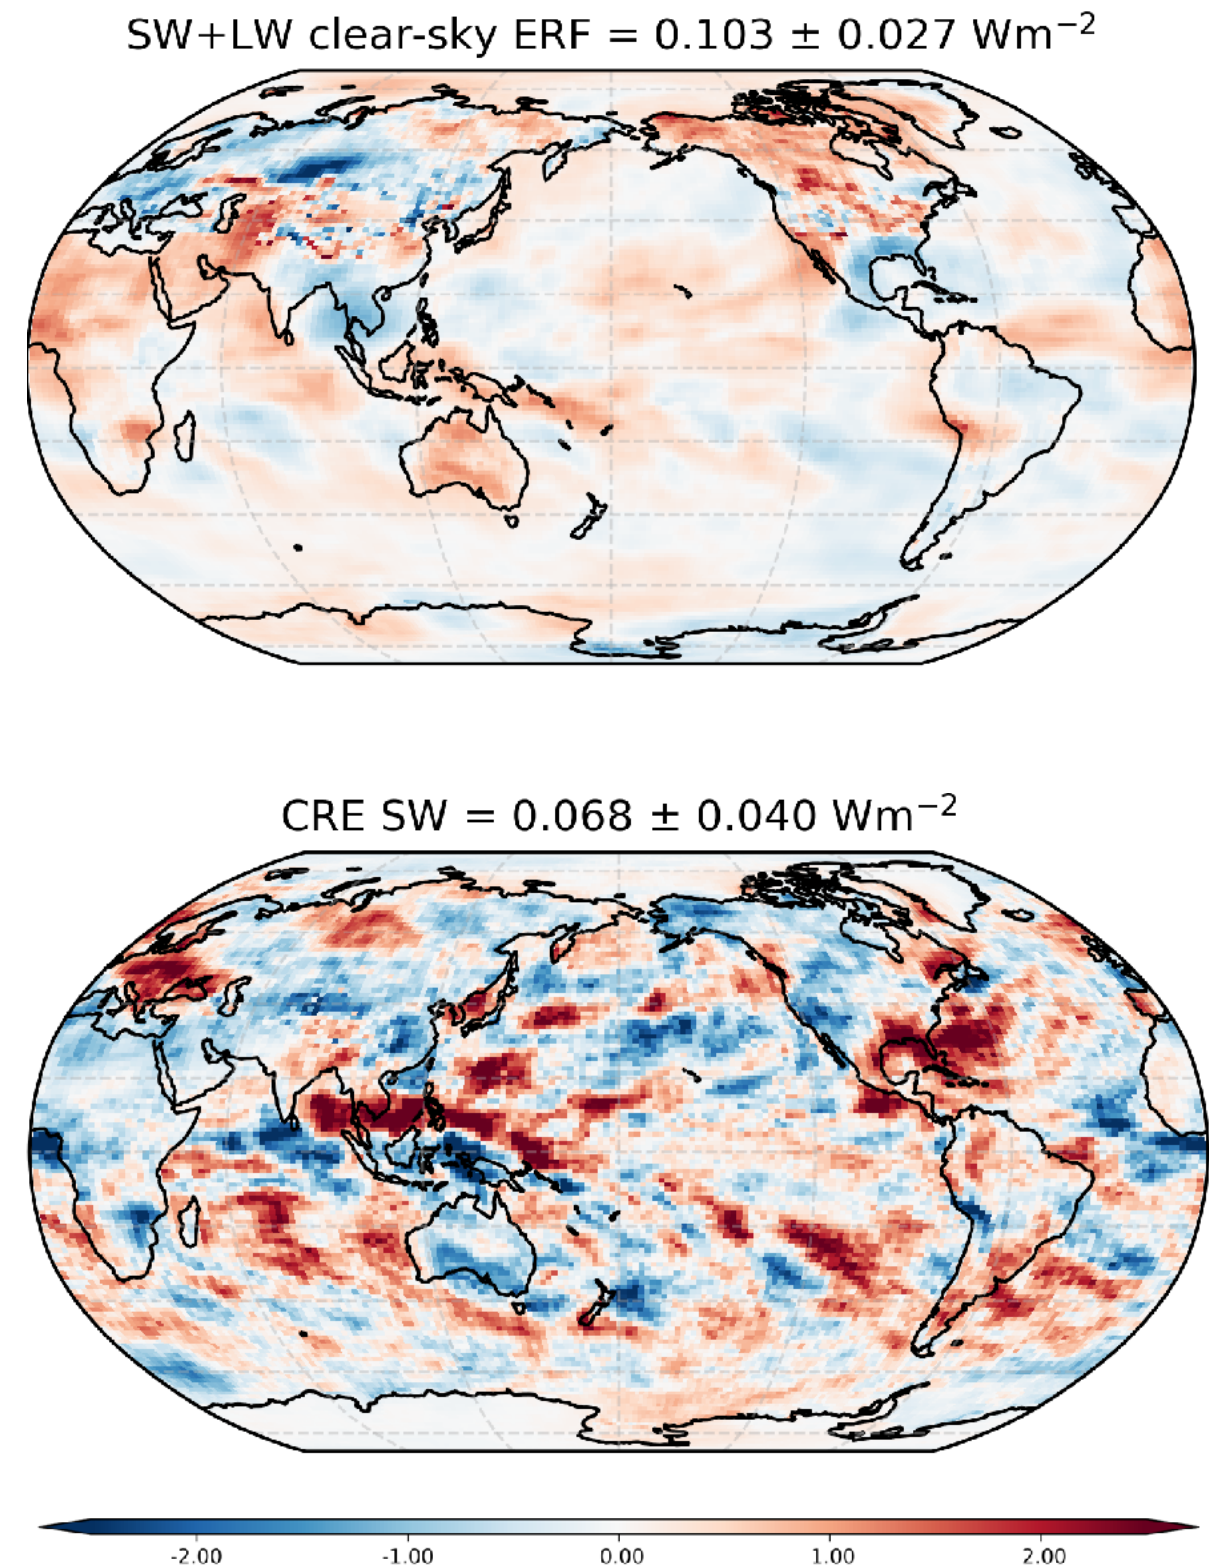 SW+LW clear-sky ERF = 0.103 ± 0.027 Wm⁻²
CRE SW = 0.068 ± 0.040 Wm⁻²
-2.00 -1.00 0.00 1.00 2.00